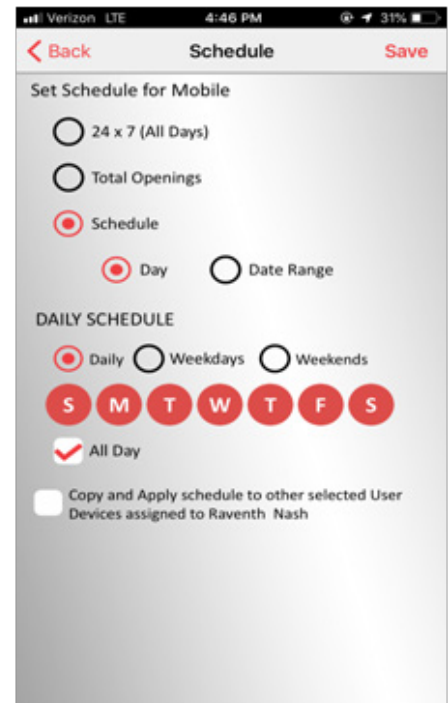 Verizon LTE 4:46 PM 31%
Back Schedule Save
Set Schedule for Mobile
24 x 7 (All Days)
Total Openings
Schedule
Day Date Range
DAILY SCHEDULE
Daily Weekdays Weekends
S M T W T F S
All Day
Copy and Apply schedule to other selected User
Devices assigned to Raventh Nash